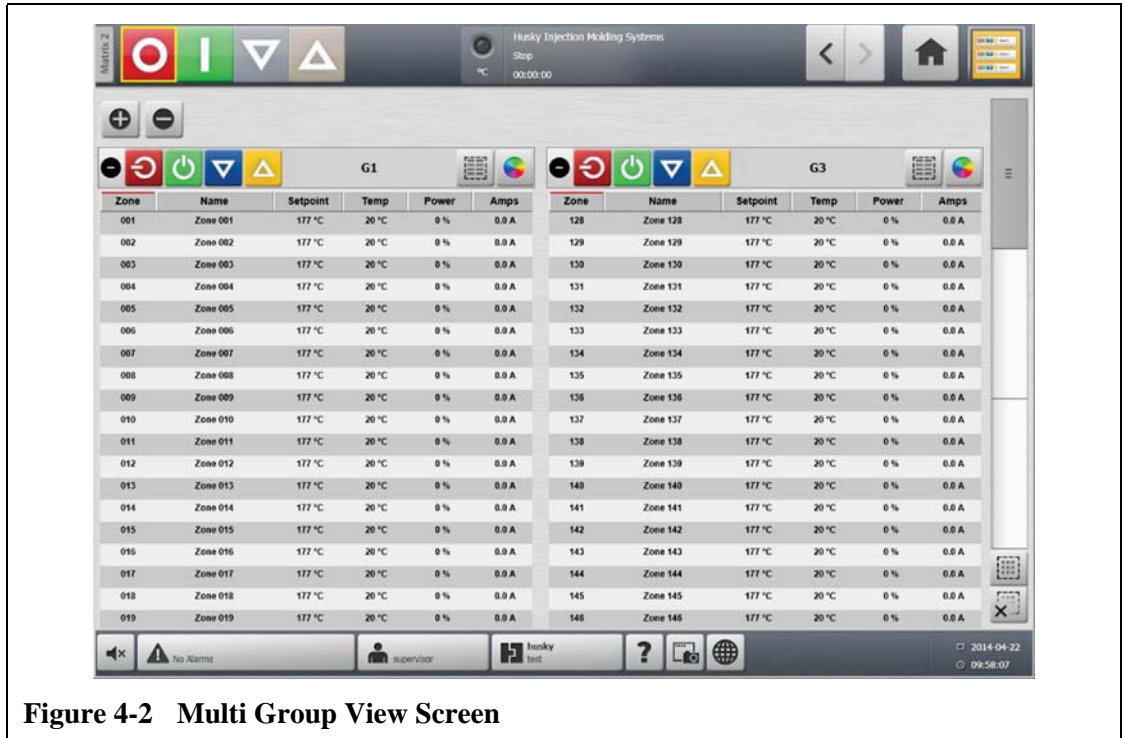 Matrix 2
Husky Injection Molding Systems
Stop
°C 00:00:00
G1
Zone Name Setpoint Temp Power Amps
001 Zone 001 177 °C 20 °C 0 % 0.0 A
002 Zone 002 177 °C 20 °C 0 % 0.0 A
003 Zone 003 177 °C 20 °C 0 % 0.0 A
004 Zone 004 177 °C 20 °C 0 % 0.0 A
005 Zone 005 177 °C 20 °C 0 % 0.0 A
006 Zone 006 177 °C 20 °C 0 % 0.0 A
007 Zone 007 177 °C 20 °C 0 % 0.0 A
008 Zone 008 177 °C 20 °C 0 % 0.0 A
009 Zone 009 177 °C 20 °C 0 % 0.0 A
010 Zone 010 177 °C 20 °C 0 % 0.0 A
011 Zone 011 177 °C 20 °C 0 % 0.0 A
012 Zone 012 177 °C 20 °C 0 % 0.0 A
013 Zone 013 177 °C 20 °C 0 % 0.0 A
014 Zone 014 177 °C 20 °C 0 % 0.0 A
015 Zone 015 177 °C 20 °C 0 % 0.0 A
016 Zone 016 177 °C 20 °C 0 % 0.0 A
017 Zone 017 177 °C 20 °C 0 % 0.0 A
018 Zone 018 177 °C 20 °C 0 % 0.0 A
019 Zone 019 177 °C 20 °C 0 % 0.0 A
G3
Zone Name Setpoint Temp Power Amps
128 Zone 128 177 °C 20 °C 0 % 0.0 A
129 Zone 129 177 °C 20 °C 0 % 0.0 A
130 Zone 130 177 °C 20 °C 0 % 0.0 A
131 Zone 131 177 °C 20 °C 0 % 0.0 A
132 Zone 132 177 °C 20 °C 0 % 0.0 A
133 Zone 133 177 °C 20 °C 0 % 0.0 A
134 Zone 134 177 °C 20 °C 0 % 0.0 A
135 Zone 135 177 °C 20 °C 0 % 0.0 A
136 Zone 136 177 °C 20 °C 0 % 0.0 A
137 Zone 137 177 °C 20 °C 0 % 0.0 A
138 Zone 138 177 °C 20 °C 0 % 0.0 A
139 Zone 139 177 °C 20 °C 0 % 0.0 A
140 Zone 140 177 °C 20 °C 0 % 0.0 A
141 Zone 141 177 °C 20 °C 0 % 0.0 A
142 Zone 142 177 °C 20 °C 0 % 0.0 A
143 Zone 143 177 °C 20 °C 0 % 0.0 A
144 Zone 144 177 °C 20 °C 0 % 0.0 A
145 Zone 145 177 °C 20 °C 0 % 0.0 A
146 Zone 146 177 °C 20 °C 0 % 0.0 A
No Alarms
supervisor
husky
test
2014-04-22
09:58:07
Figure 4-2 Multi Group View Screen